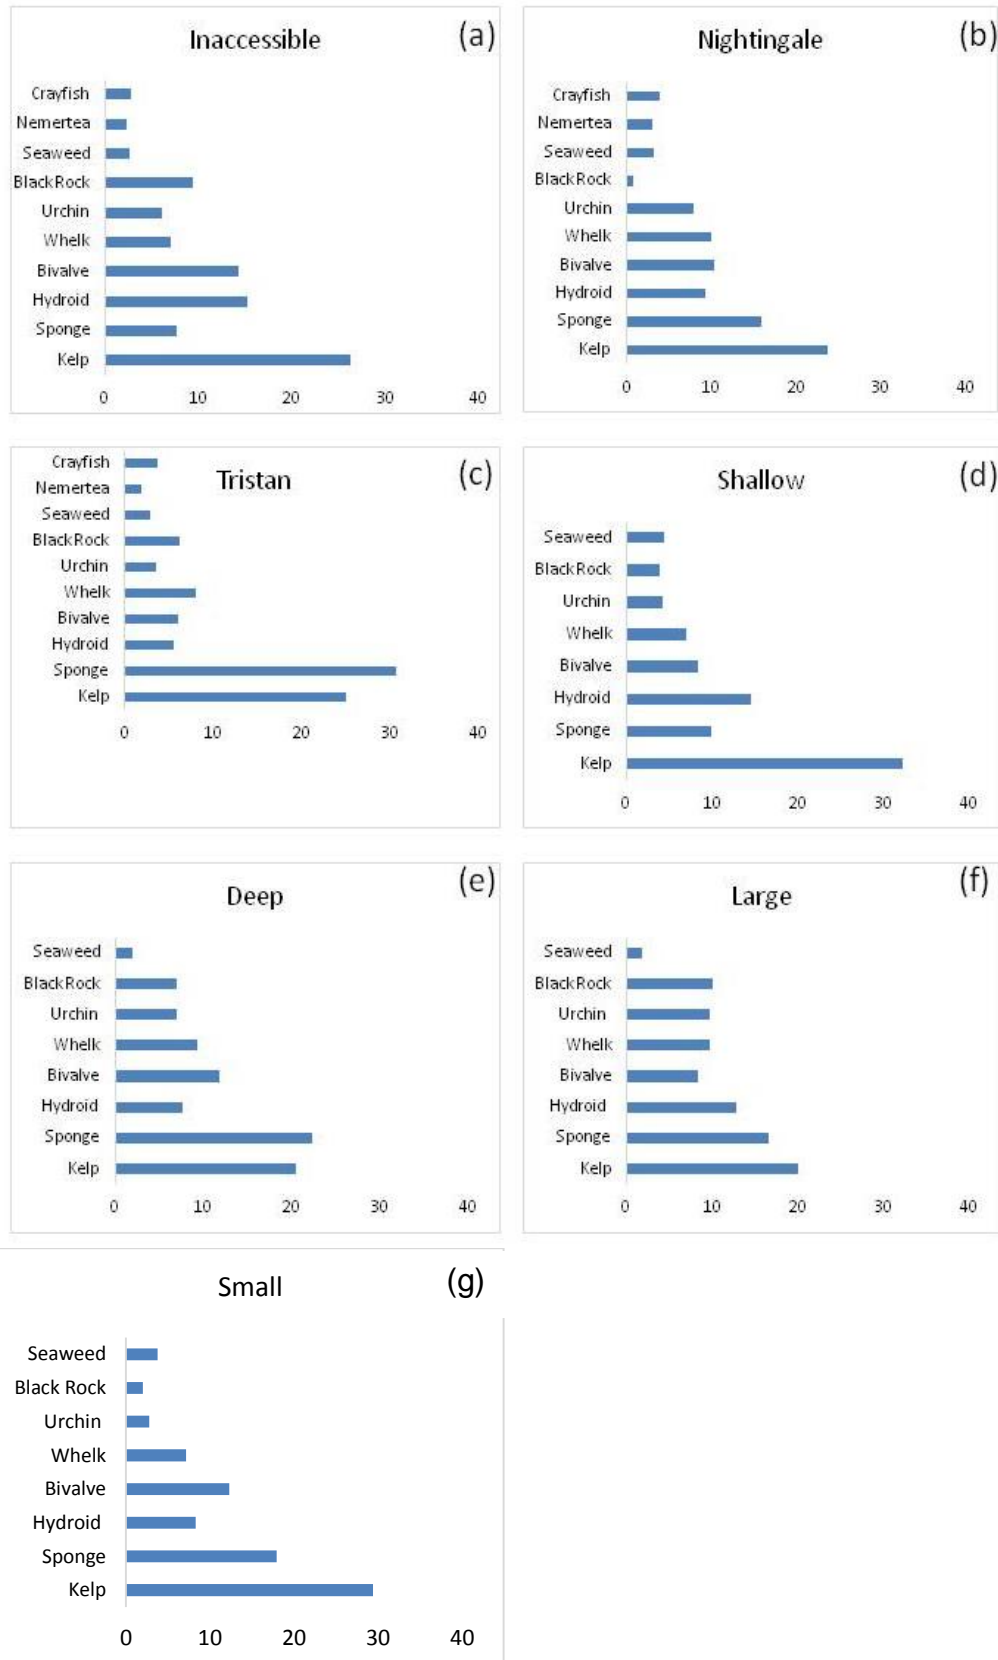 Inaccessible (a)
Crayfish
Nemertea
Seaweed
BlackRock
Urchin
Whelk
Bivalve
Hydroid
Sponge
Kelp
0 10 20 30 40
Nightingale (b)
Crayfish
Nemertea
Seaweed
BlackRock
Urchin
Whelk
Bivalve
Hydroid
Sponge
Kelp
0 10 20 30 40
Tristan (c)
Crayfish
Nemertea
Seaweed
BlackRock
Urchin
Whelk
Bivalve
Hydroid
Sponge
Kelp
0 10 20 30 40
Shallow (d)
Seaweed
BlackRock
Urchin
Whelk
Bivalve
Hydroid
Sponge
Kelp
0 10 20 30 40
Deep (e)
Seaweed
BlackRock
Urchin
Whelk
Bivalve
Hydroid
Sponge
Kelp
0 10 20 30 40
Large (f)
Seaweed
BlackRock
Urchin
Whelk
Bivalve
Hydroid
Sponge
Kelp
0 10 20 30 40
Small (g)
Seaweed
Black Rock
Urchin
Whelk
Bivalve
Hydroid
Sponge
Kelp
0 10 20 30 40